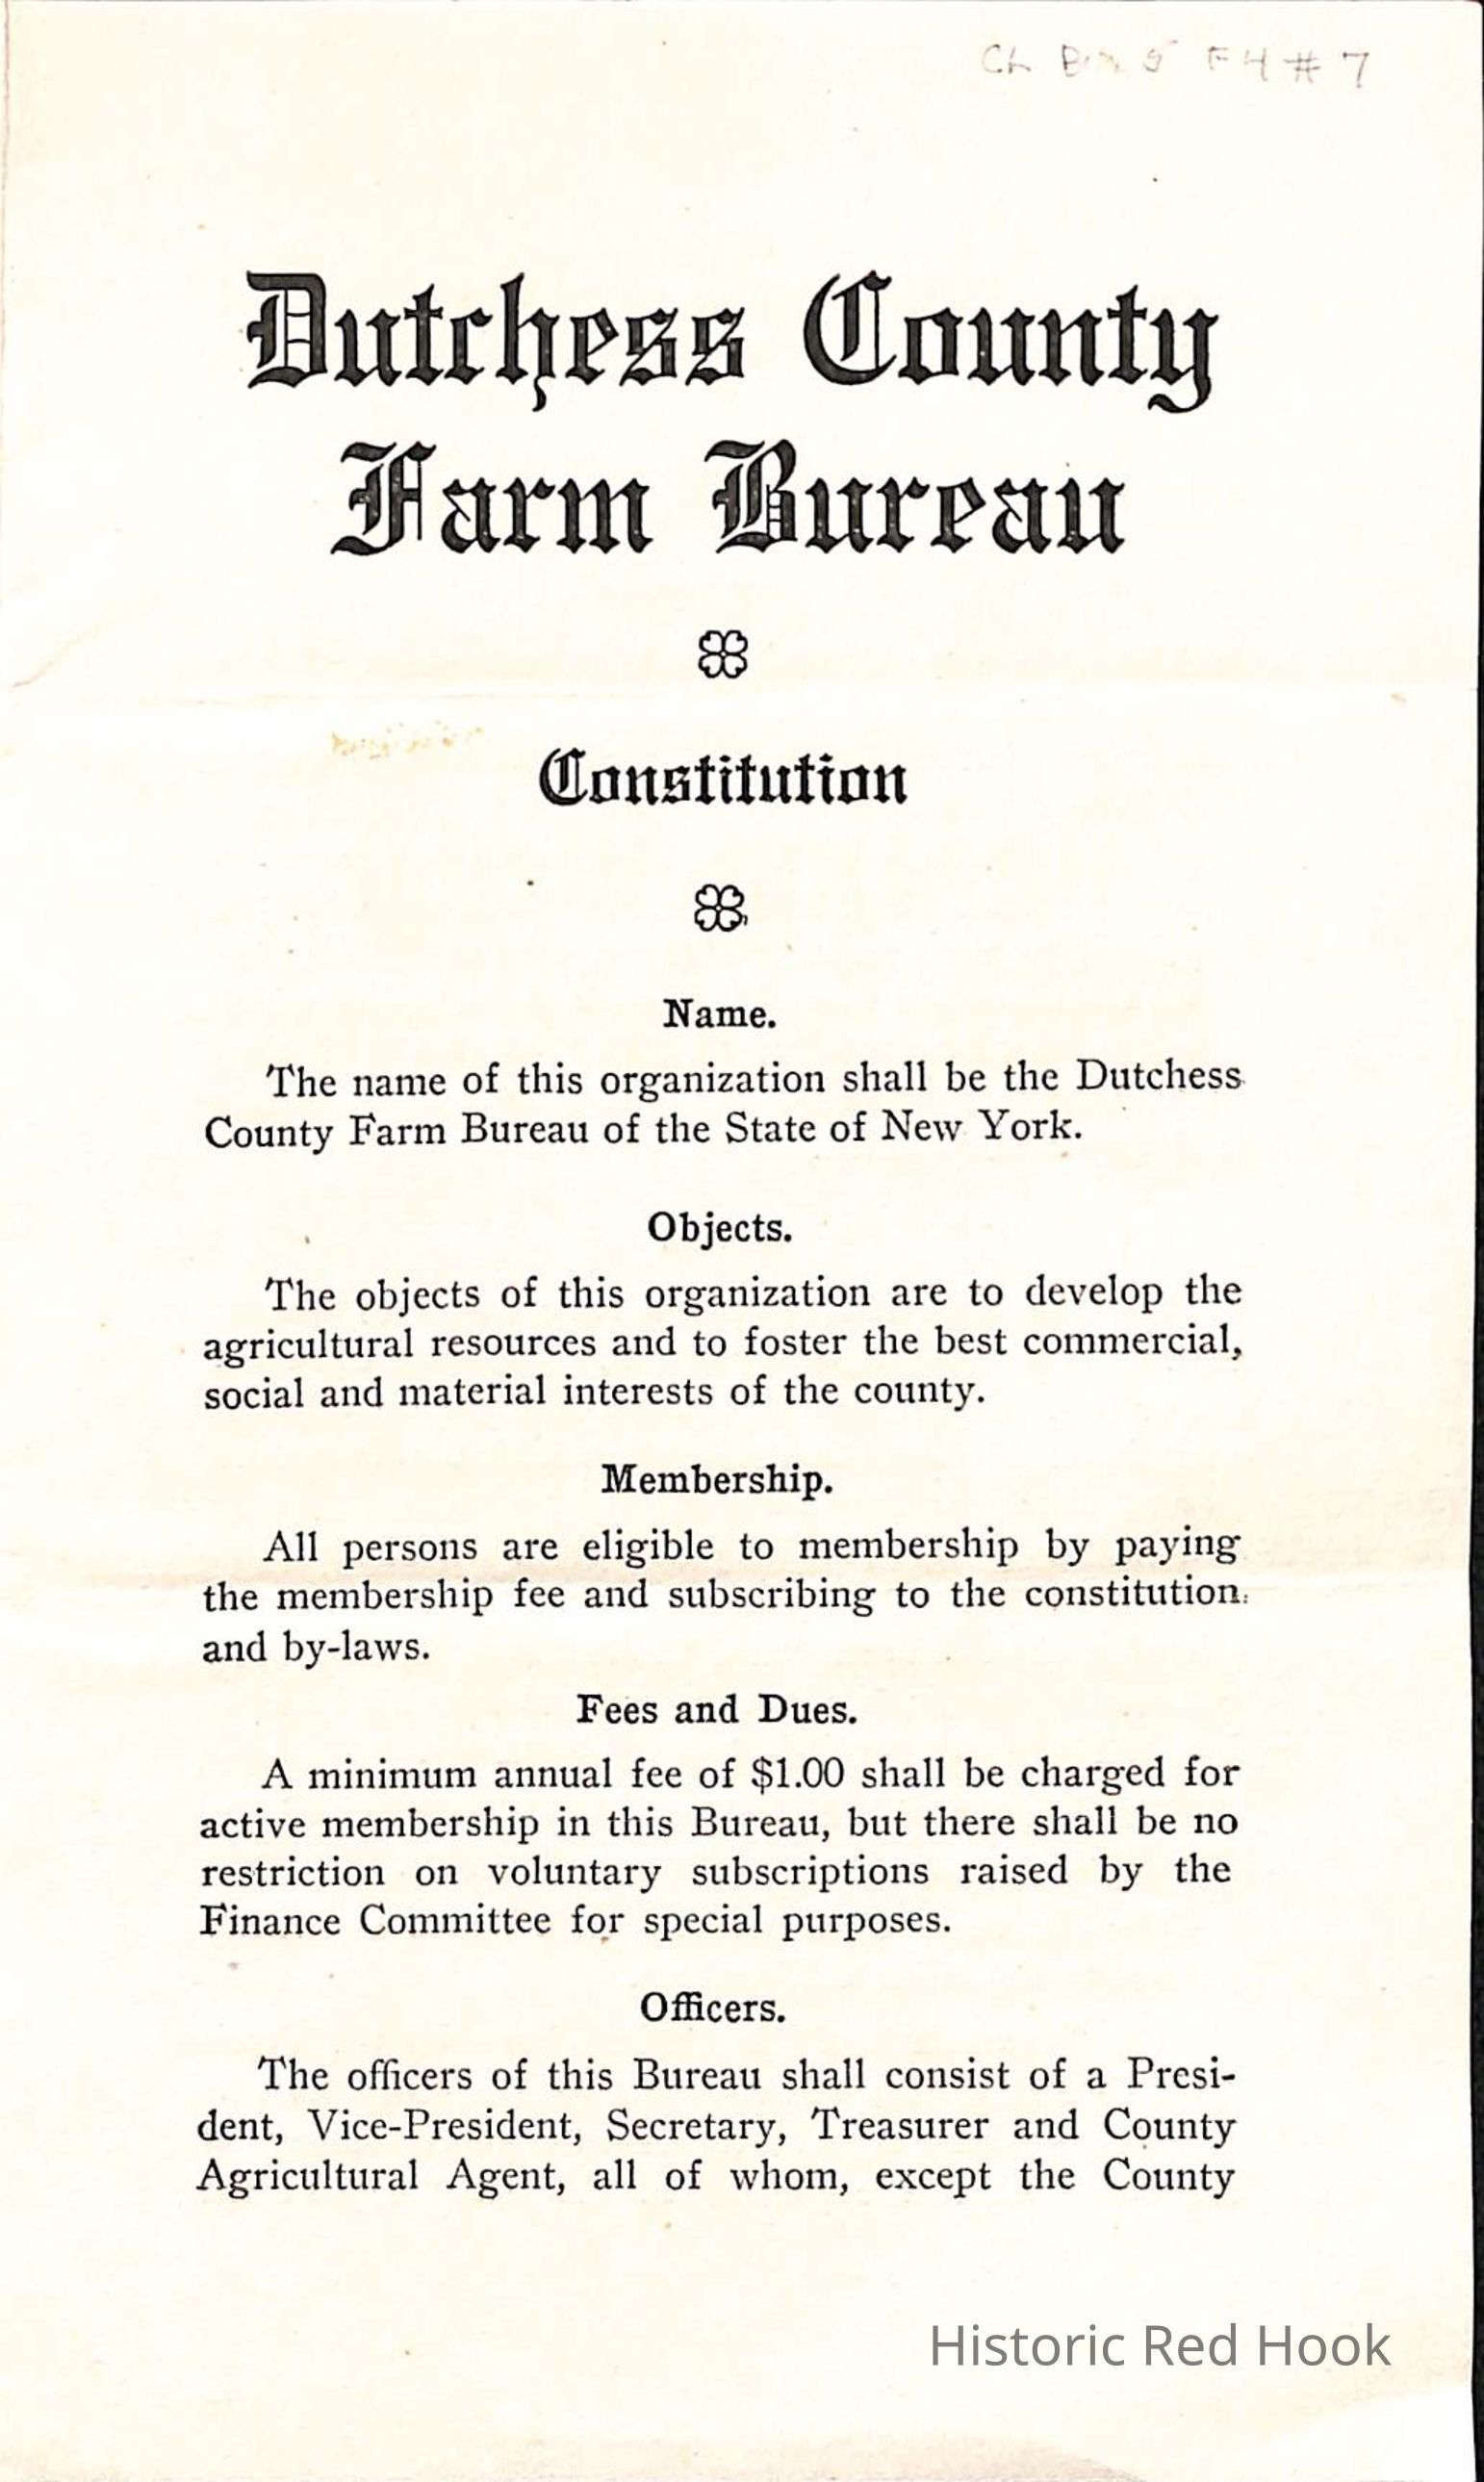 F4 # 7
Dutchess County
Farm Bureau
Constitution
Name.
The name of this organization shall be the Dutchess
County Farm Bureau of the State of New York.
Objects.
The objects of this organization are to develop the
agricultural resources and to foster the best commercial,
social and material interests of the county.
Membership.
All persons are eligible to membership by paying
the membership fee and subscribing to the constitution
and by-laws.
Fees and Dues.
A minimum annual fee of $1.00 shall be charged for
active membership in this Bureau, but there shall be no
restriction on voluntary subscriptions raised by the
Finance Committee for special purposes.
Officers.
The officers of this Bureau shall consist of a Presi-
dent, Vice-President, Secretary, Treasurer and County
Agricultural Agent, all of whom, except the County
Historic Red Hook